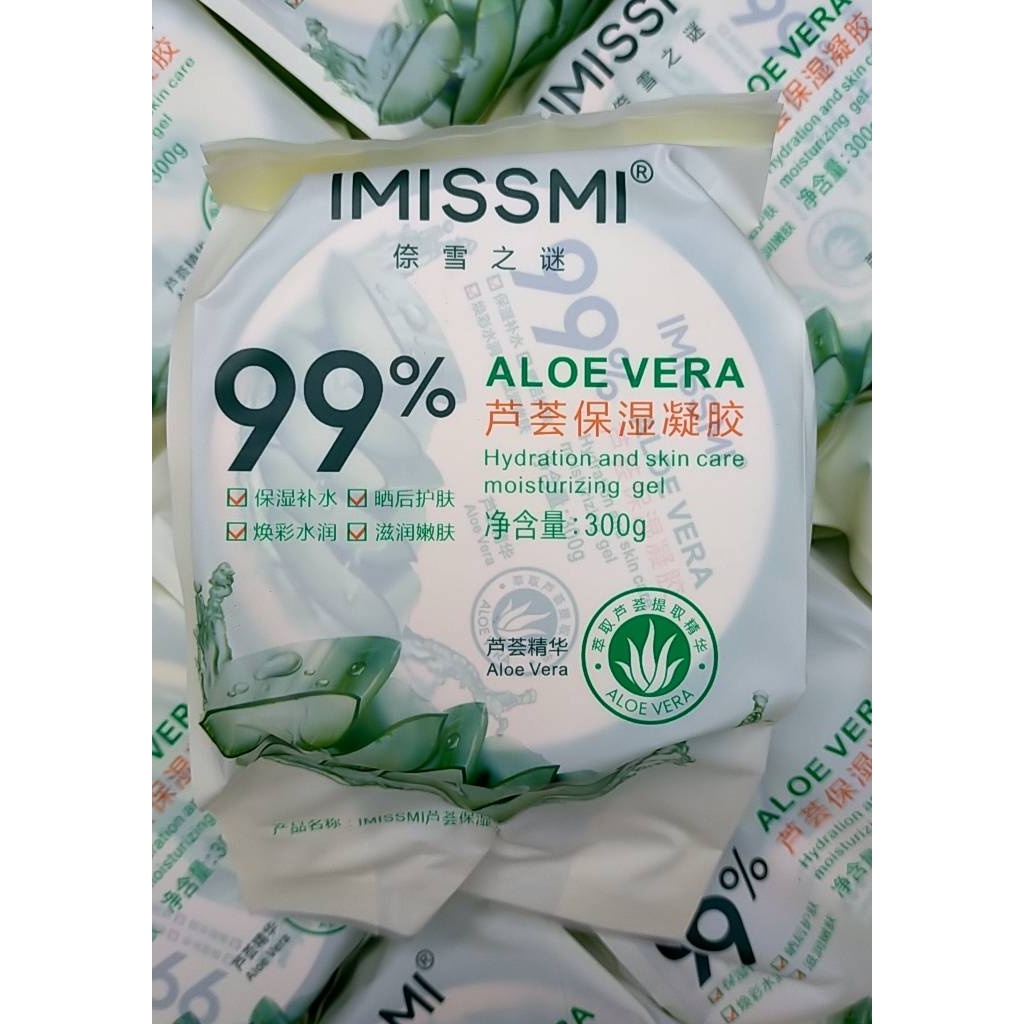 IMISSMI®
倷雪之谜
99%
ALOE VERA
芦荟保湿凝胶
Hydration and skin care
moisturizing gel
净含量:300g
保湿补水 晒后护肤
焕彩水润 滋润嫩肤
芦荟精华
Aloe Vera
萃取芦荟提取精华
ALOE VERA
产品名称:IMISSMI芦荟保湿